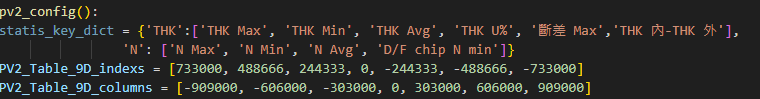 pv2_config():
statis_key_dict = {'THK':['THK Max', 'THK Min', 'THK Avg', 'THK U%', '斷差 Max','THK 內-THK 外'],
'N': ['N Max', 'N Min', 'N Avg', 'D/F chip N min']}
PV2_Table_9D_indexs = [733000, 488666, 244333, 0, -244333, -488666, -733000]
PV2_Table_9D_columns = [-909000, -606000, -303000, 0, 303000, 606000, 909000]